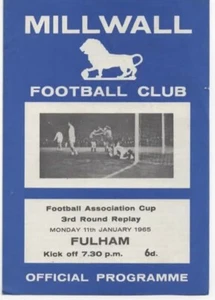 MILLWALL
FOOTBALL CLUB
Football Association Cup
3rd Round Replay
MONDAY 11th JANUARY 1965
FULHAM
Kick off 7.30 p.m. 6d.
OFFICIAL PROGRAMME